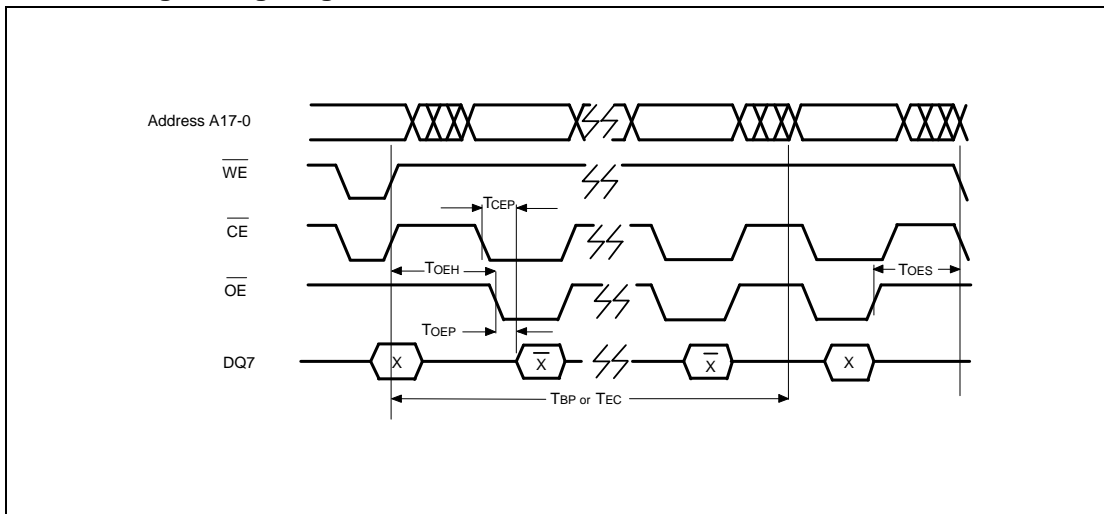 Address A17-0
WE
TCEP
CE
TOEH
TOES
OE
TOEP
DQ7
X
X
X
X
TBP or TEC